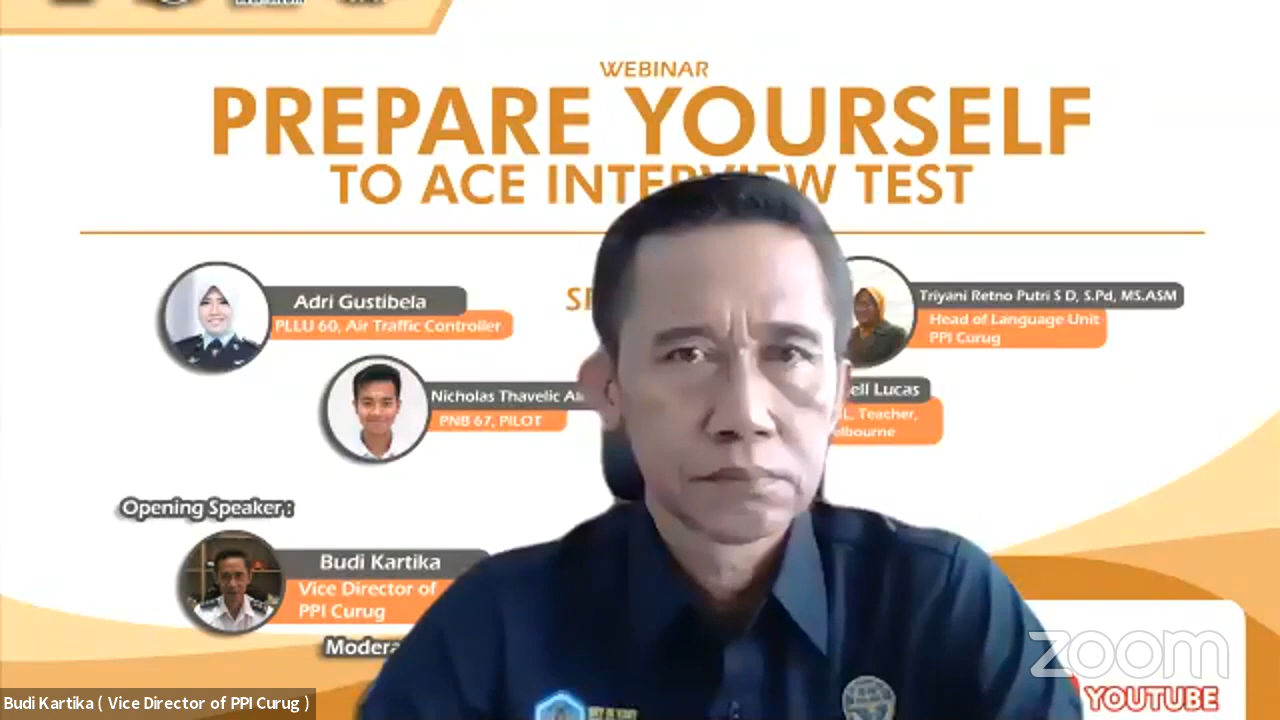 WEBINAR
PREPARE YOURSELF
TO ACE INTERVIEW TEST
Adri Gustibela
PLLU 60, Air Traffic Controller
Triyani Retno Putri S D, S.Pd, MS.ASM
Head of Language Unit
PPI Curug
Nicholas Thavelic
PNB 67, PILOT
Lucas
Teacher,
Opening Speaker :
Budi Kartika
Vice Director of
PPI Curug
zoom
YOUTUBE
Budi Kartika ( Vice Director of PPI Curug )